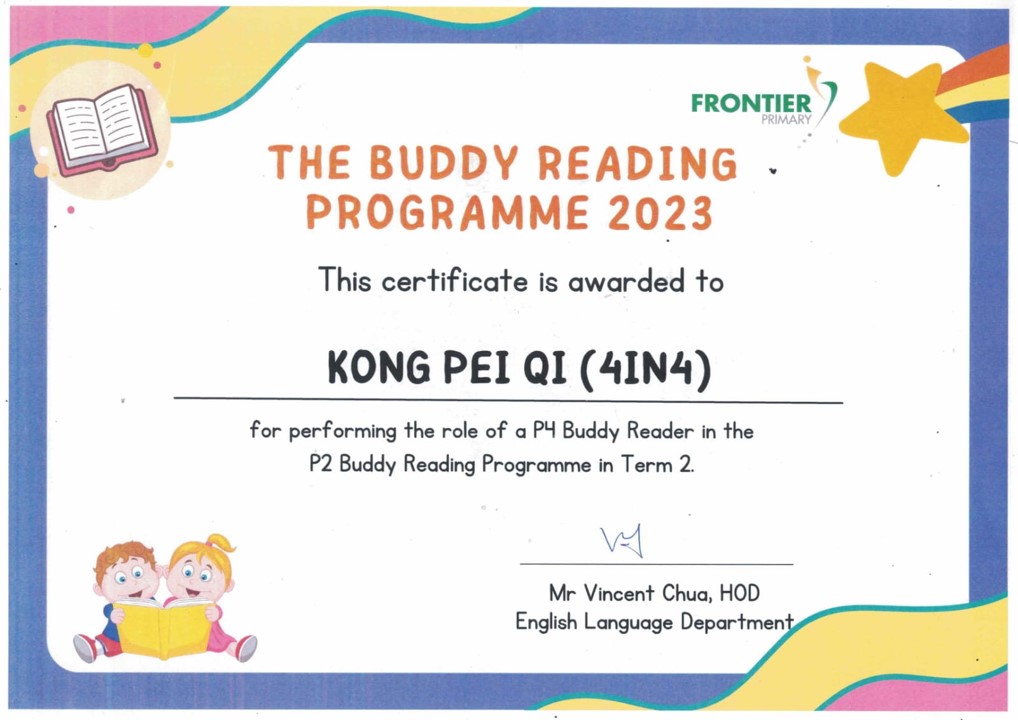 FRONTIER
PRIMARY
THE BUDDY READING
PROGRAMME 2023
This certificate is awarded to
KONG PEI QI (4IN4)
for performing the role of a P4 Buddy Reader in the
P2 Buddy Reading Programme in Term 2.
Mr Vincent Chua, HOD
English Language Department